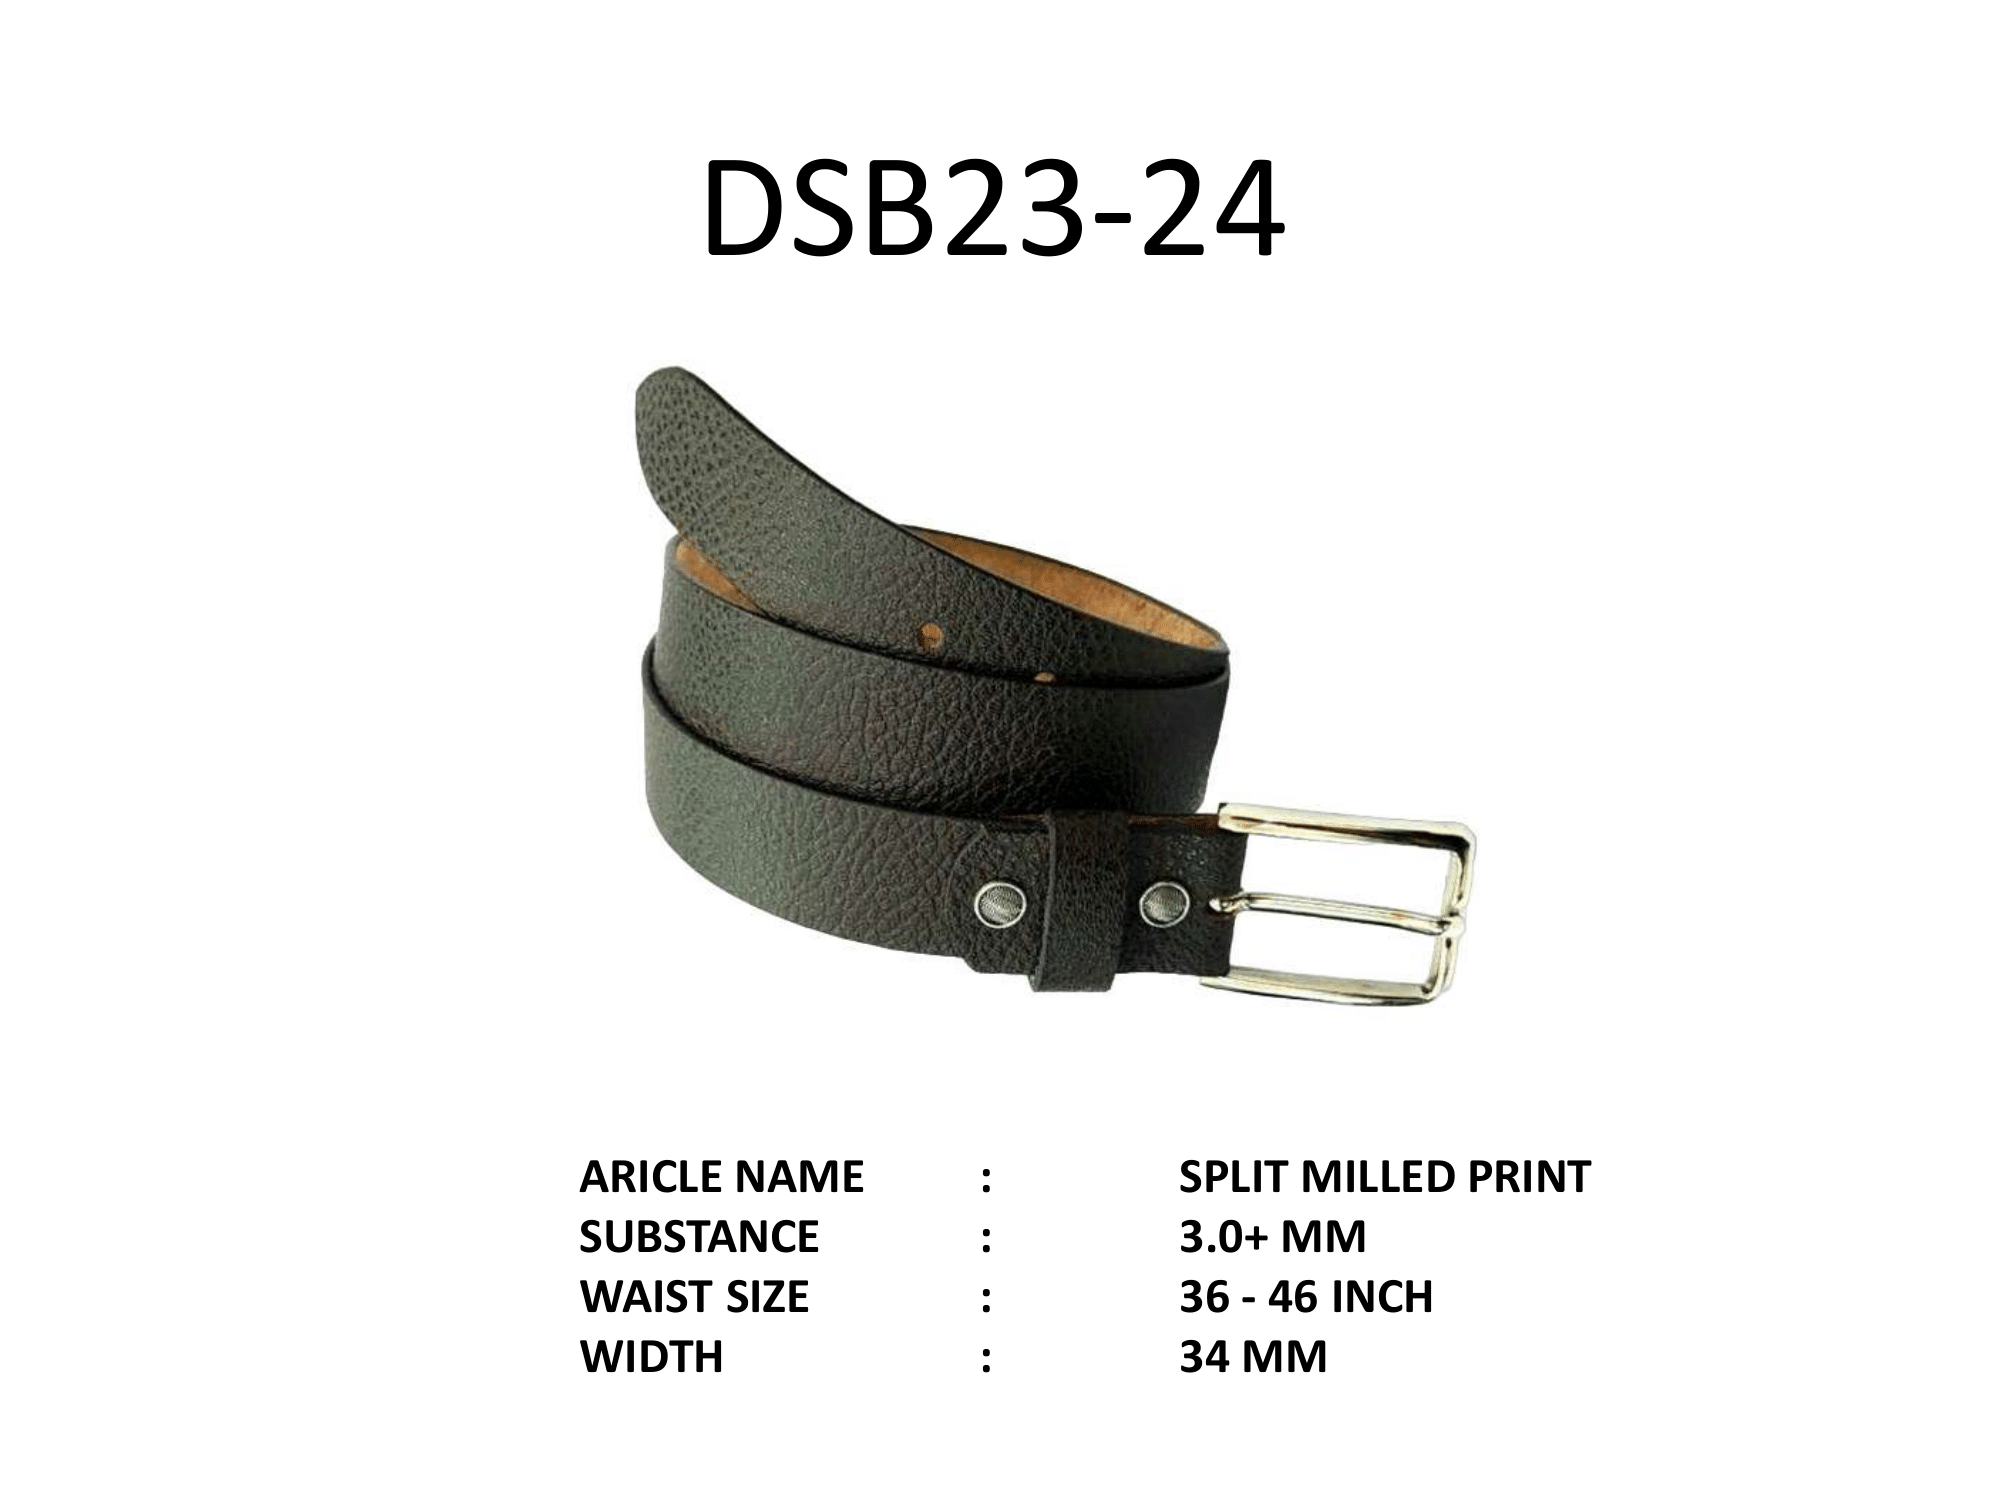 DSB23-24
ARICLE NAME : SPLIT MILLED PRINT
SUBSTANCE : 3.0+ MM
WAIST SIZE : 36 - 46 INCH
WIDTH : 34 MM